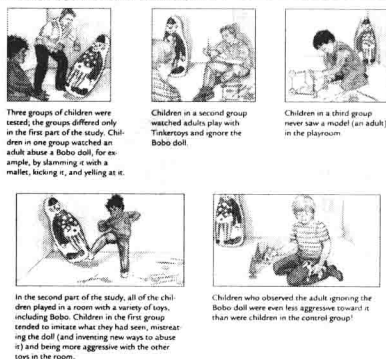 Three groups of children were
tested; the groups differed only
in the first part of the study. Chil-
dren in one group watched an
adult abuse a Bobo doll, for ex-
ample, by slamming it with a
mallet, kicking it, and yelling at it.
Children in a second group
watched adults play with
Tinkertoys and ignore the
Bobo doll.
Children in a third group
never saw a model (an adult)
in the playroom
In the second part of the study, all of the chil-
dren played in a room with a variety of toys,
including Bobo. Children in the first group
tended to imitate what they had seen, mistreat-
ing the doll (and inventing new ways to abuse
it) and being more aggressive with the other
toys in the room.
Children who observed the adult ignoring the
Bobo doll were even less aggressive toward it
than were children in the control group!